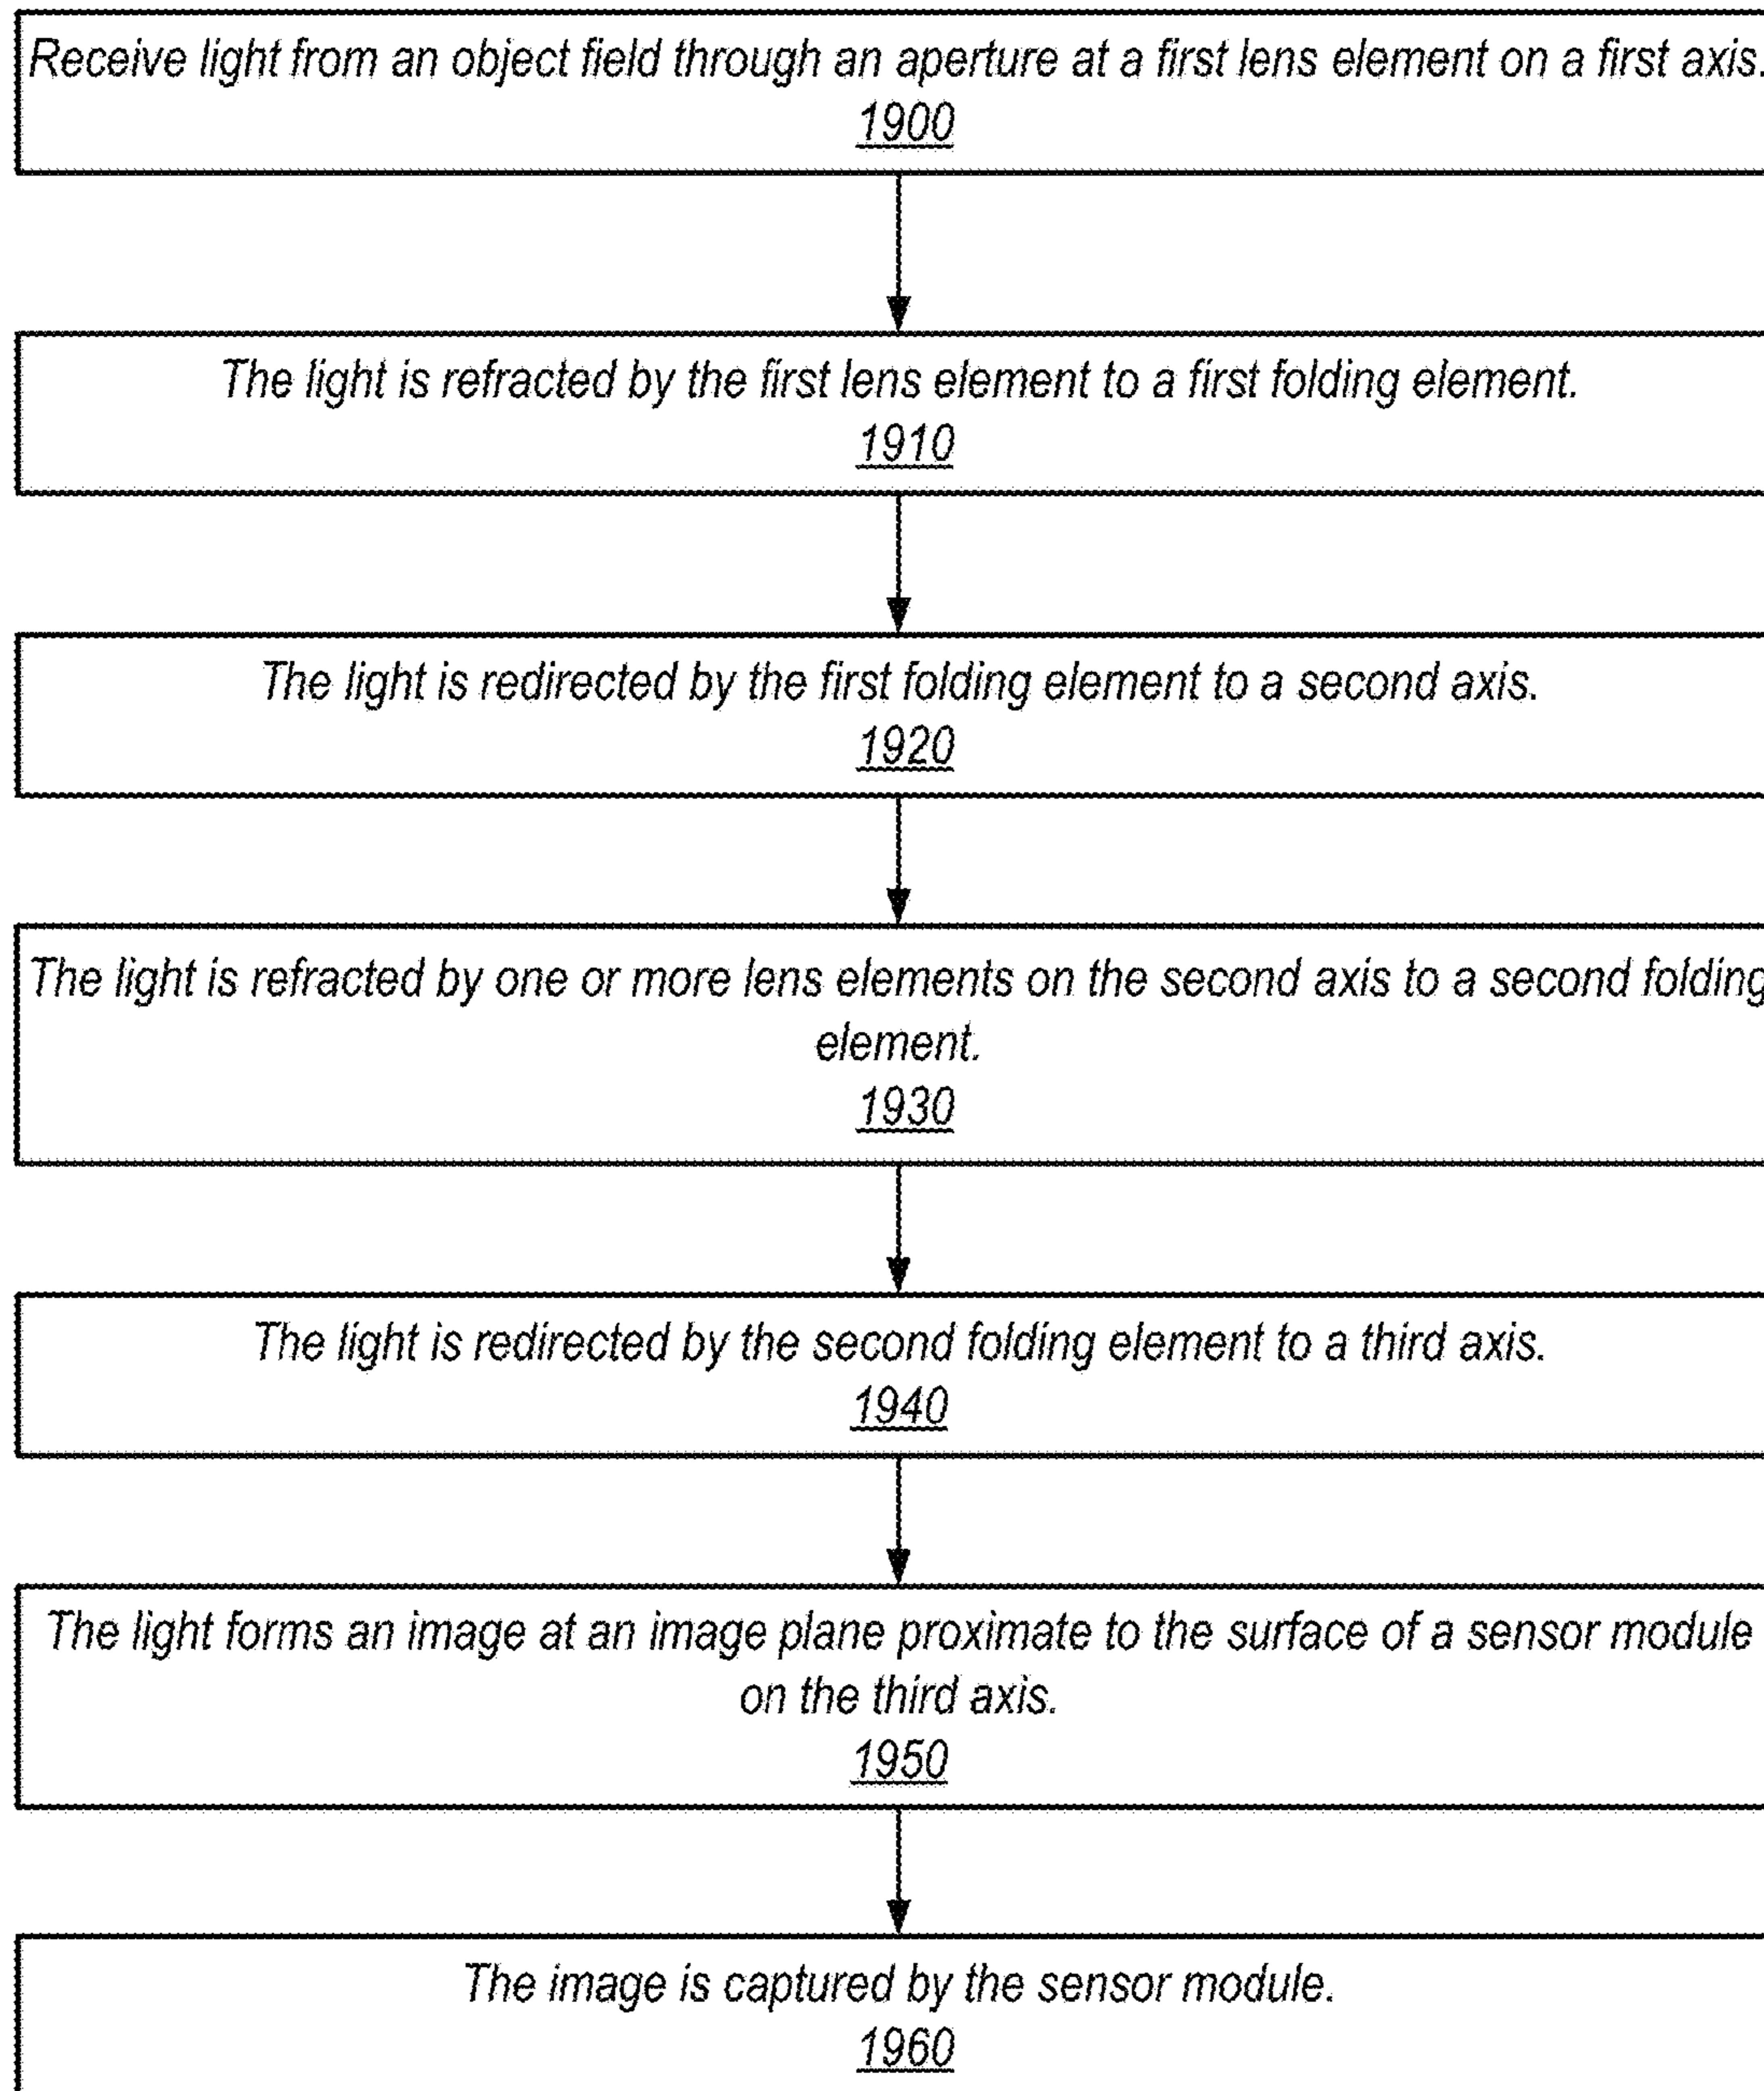 Receive light from an object field through an aperture at a first lens element on a first axis.
1900
The light is refracted by the first lens element to a first folding element.
1910
The light is redirected by the first folding element to a second axis.
1920
The light is refracted by one or more lens elements on the second axis to a second folding
element.
1930
The light is redirected by the second folding element to a third axis.
1940
The light forms an image at an image plane proximate to the surface of a sensor module
on the third axis.
1950
The image is captured by the sensor module.
1960